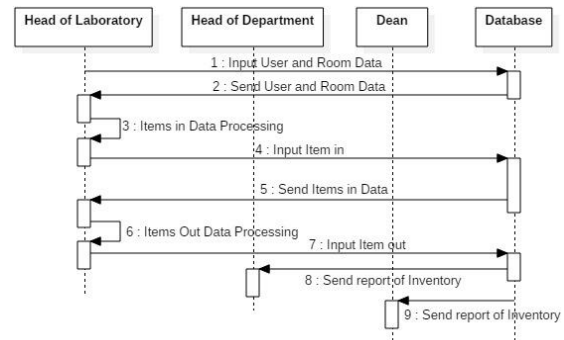 Head of Laboratory
Head of Department
Dean
Database
1 : Input User and Room Data
2 : Send User and Room Data
3 : Items in Data Processing
4 : Input Item in
5 : Send Items in Data
6 : Items Out Data Processing
7 : Input Item out
8 : Send report of Inventory
9 : Send report of Inventory